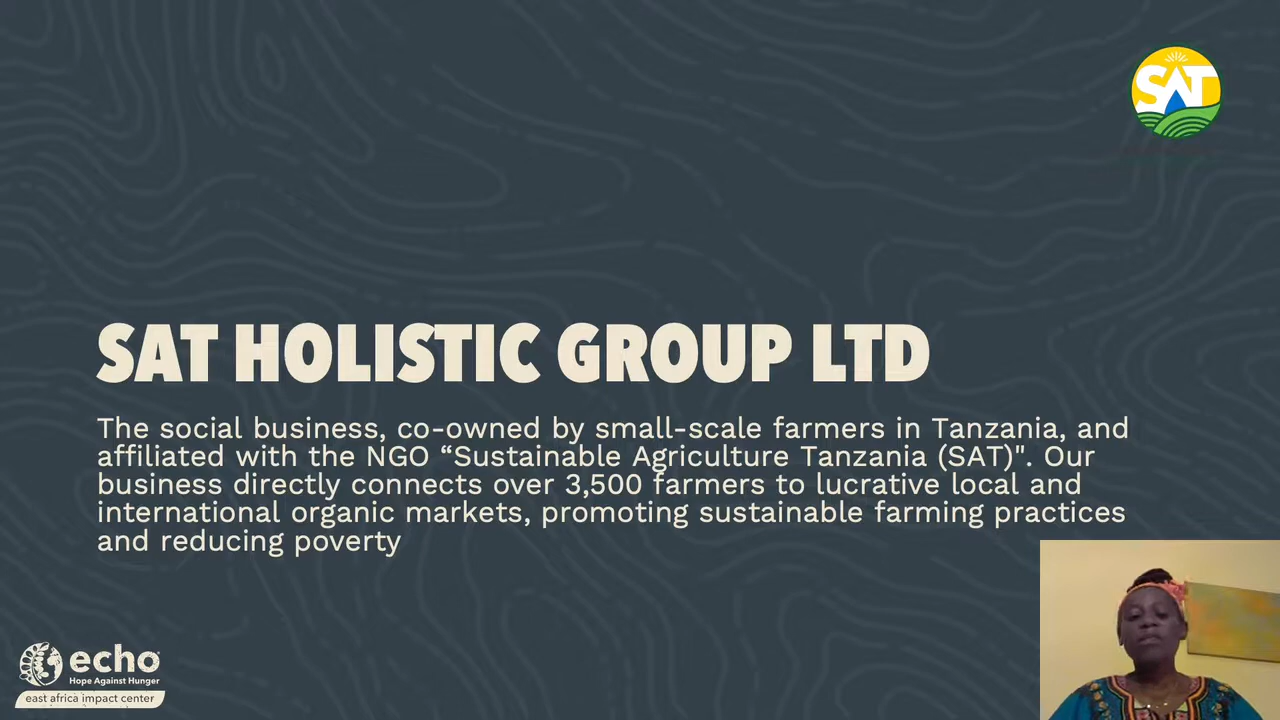 SAT
SAT HOLISTIC GROUP LTD
The social business, co-owned by small-scale farmers in Tanzania, and
affiliated with the NGO “Sustainable Agriculture Tanzania (SAT)". Our
business directly connects over 3,500 farmers to lucrative local and
international organic markets, promoting sustainable farming practices
and reducing poverty
echo
Hope Against Hunger
east africa impact center